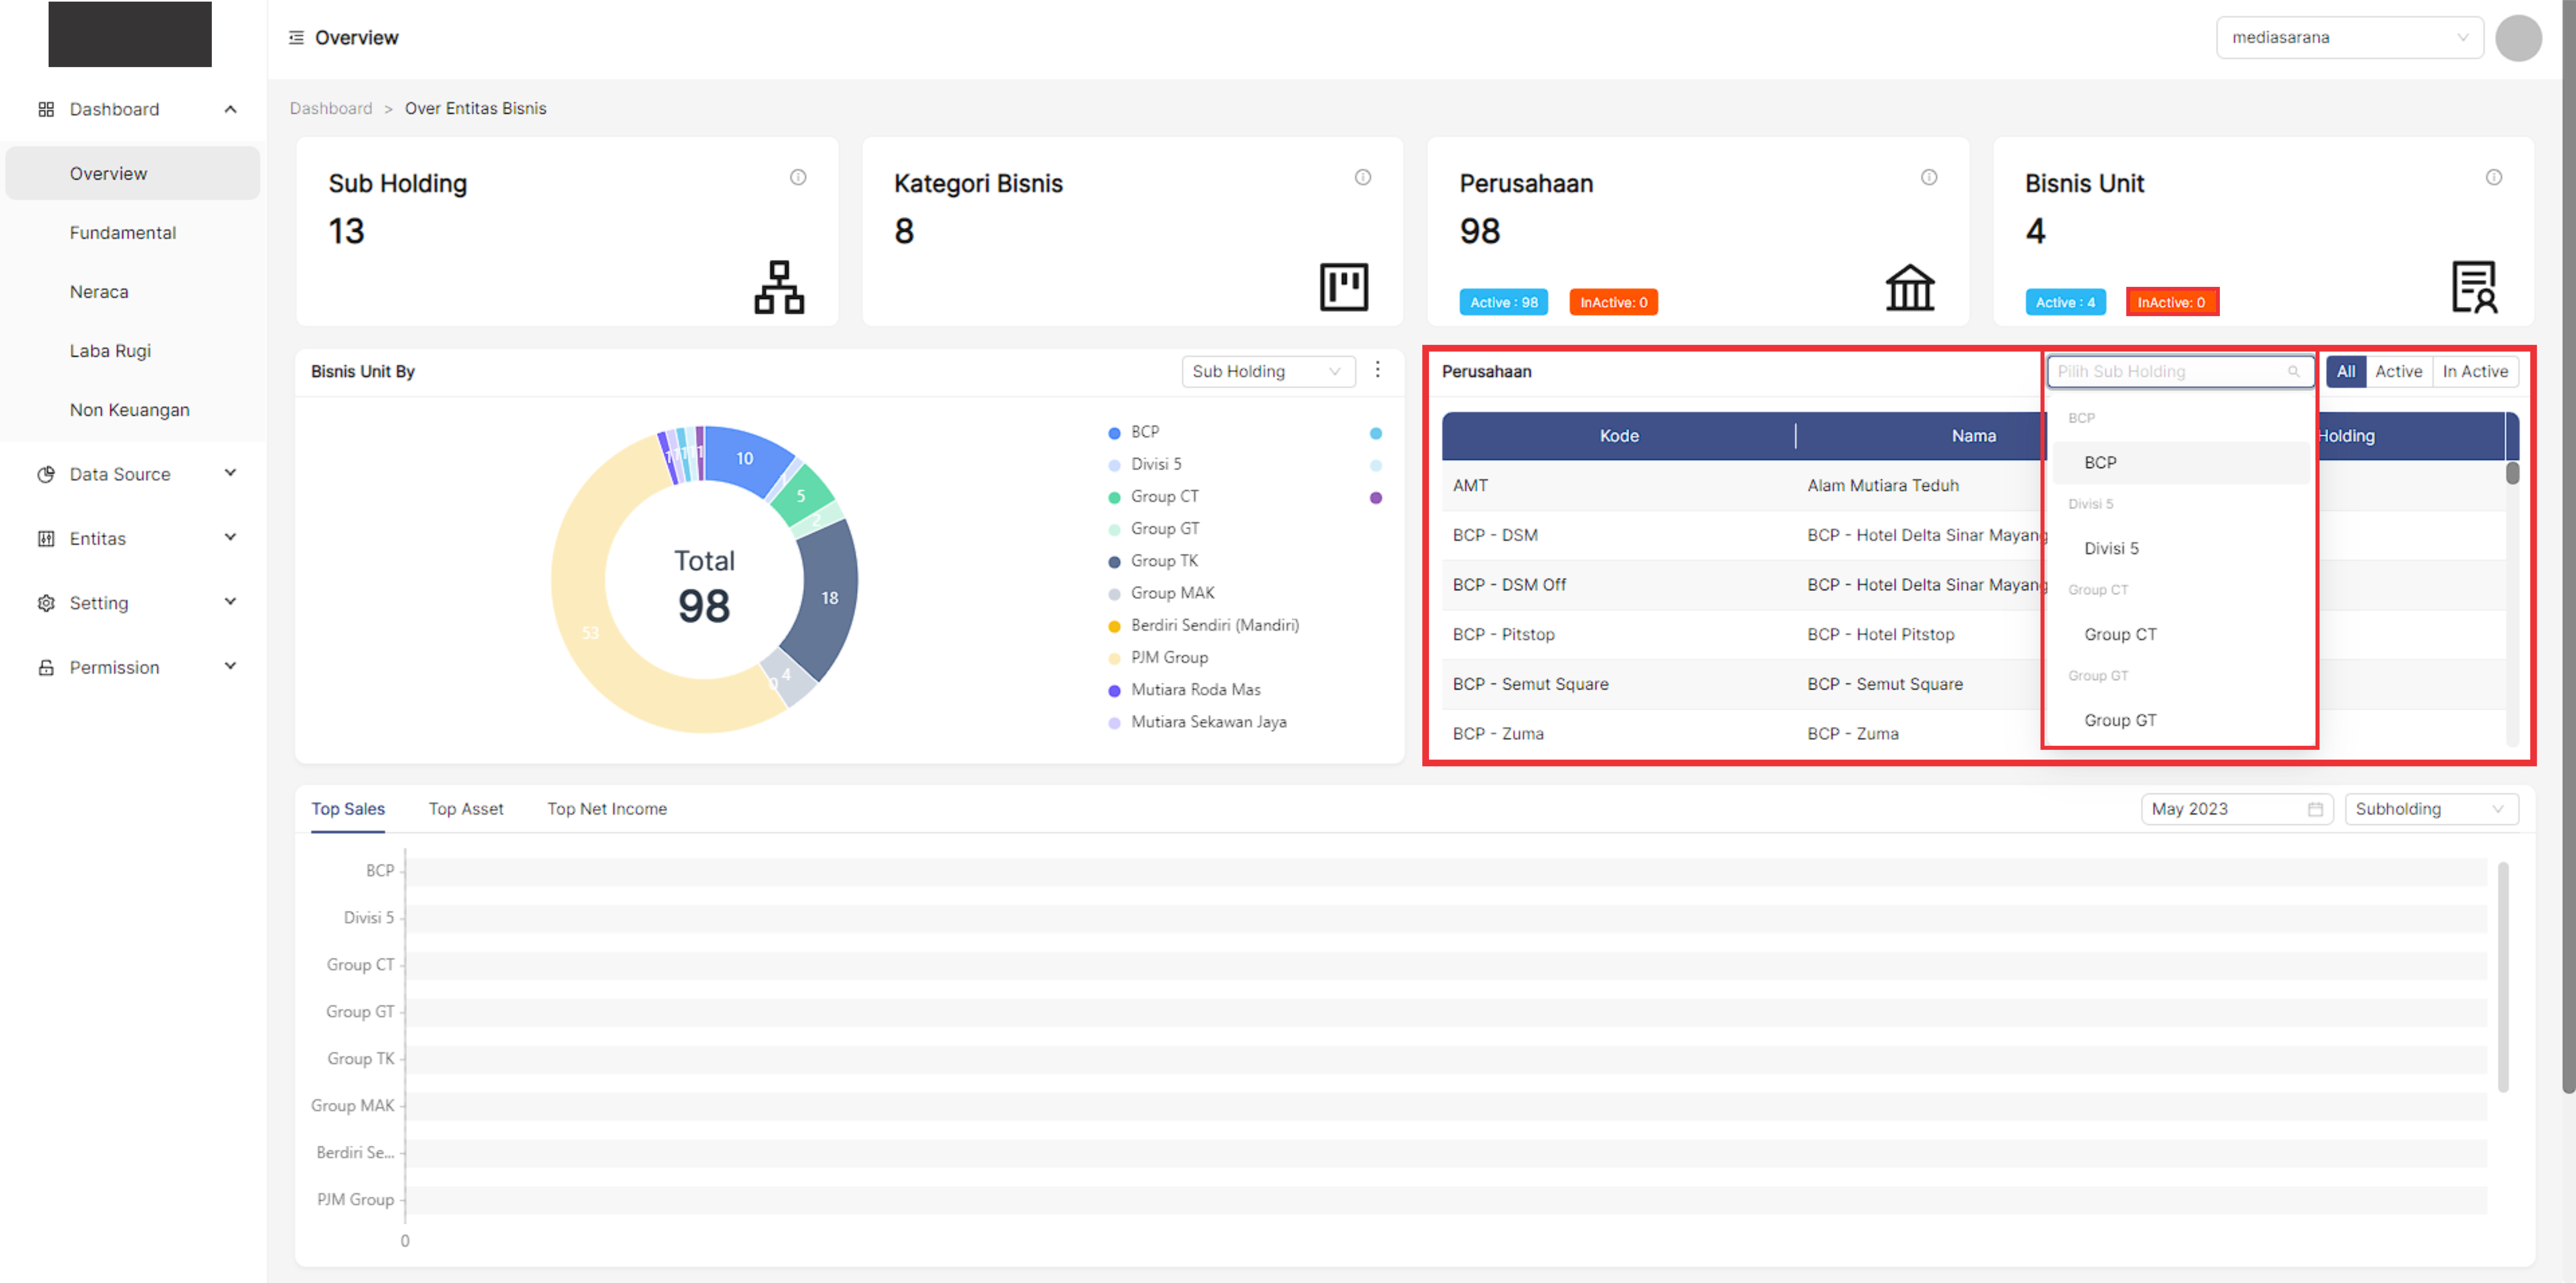 Overview
mediasarana
Dashboard
Overview
Fundamental
Neraca
Laba Rugi
Non Keuangan
Data Source
Entitas
Setting
Permission
Dashboard > Over Entitas Bisnis
Sub Holding
13
Kategori Bisnis
8
Perusahaan
98
Active : 98 InActive: 0
Bisnis Unit
4
Active : 4 InActive: 0
Bisnis Unit By
Sub Holding
10
5
2
18
4
0
53
1
1
1
1
1
Total
98
BCP
Divisi 5
Group CT
Group GT
Group TK
Group MAK
Berdiri Sendiri (Mandiri)
PJM Group
Mutiara Roda Mas
Mutiara Sekawan Jaya
Perusahaan
Pilih Sub Holding
All Active In Active
Kode Nama Holding
AMT Alam Mutiara Teduh
BCP - DSM BCP - Hotel Delta Sinar Mayang
BCP - DSM Off BCP - Hotel Delta Sinar Mayang
BCP - Pitstop BCP - Hotel Pitstop
BCP - Semut Square BCP - Semut Square
BCP - Zuma BCP - Zuma
BCP
BCP
Divisi 5
Divisi 5
Group CT
Group CT
Group GT
Group GT
Top Sales Top Asset Top Net Income
May 2023 Subholding
BCP
Divisi 5
Group CT
Group GT
Group TK
Group MAK
Berdiri Se...
PJM Group
0